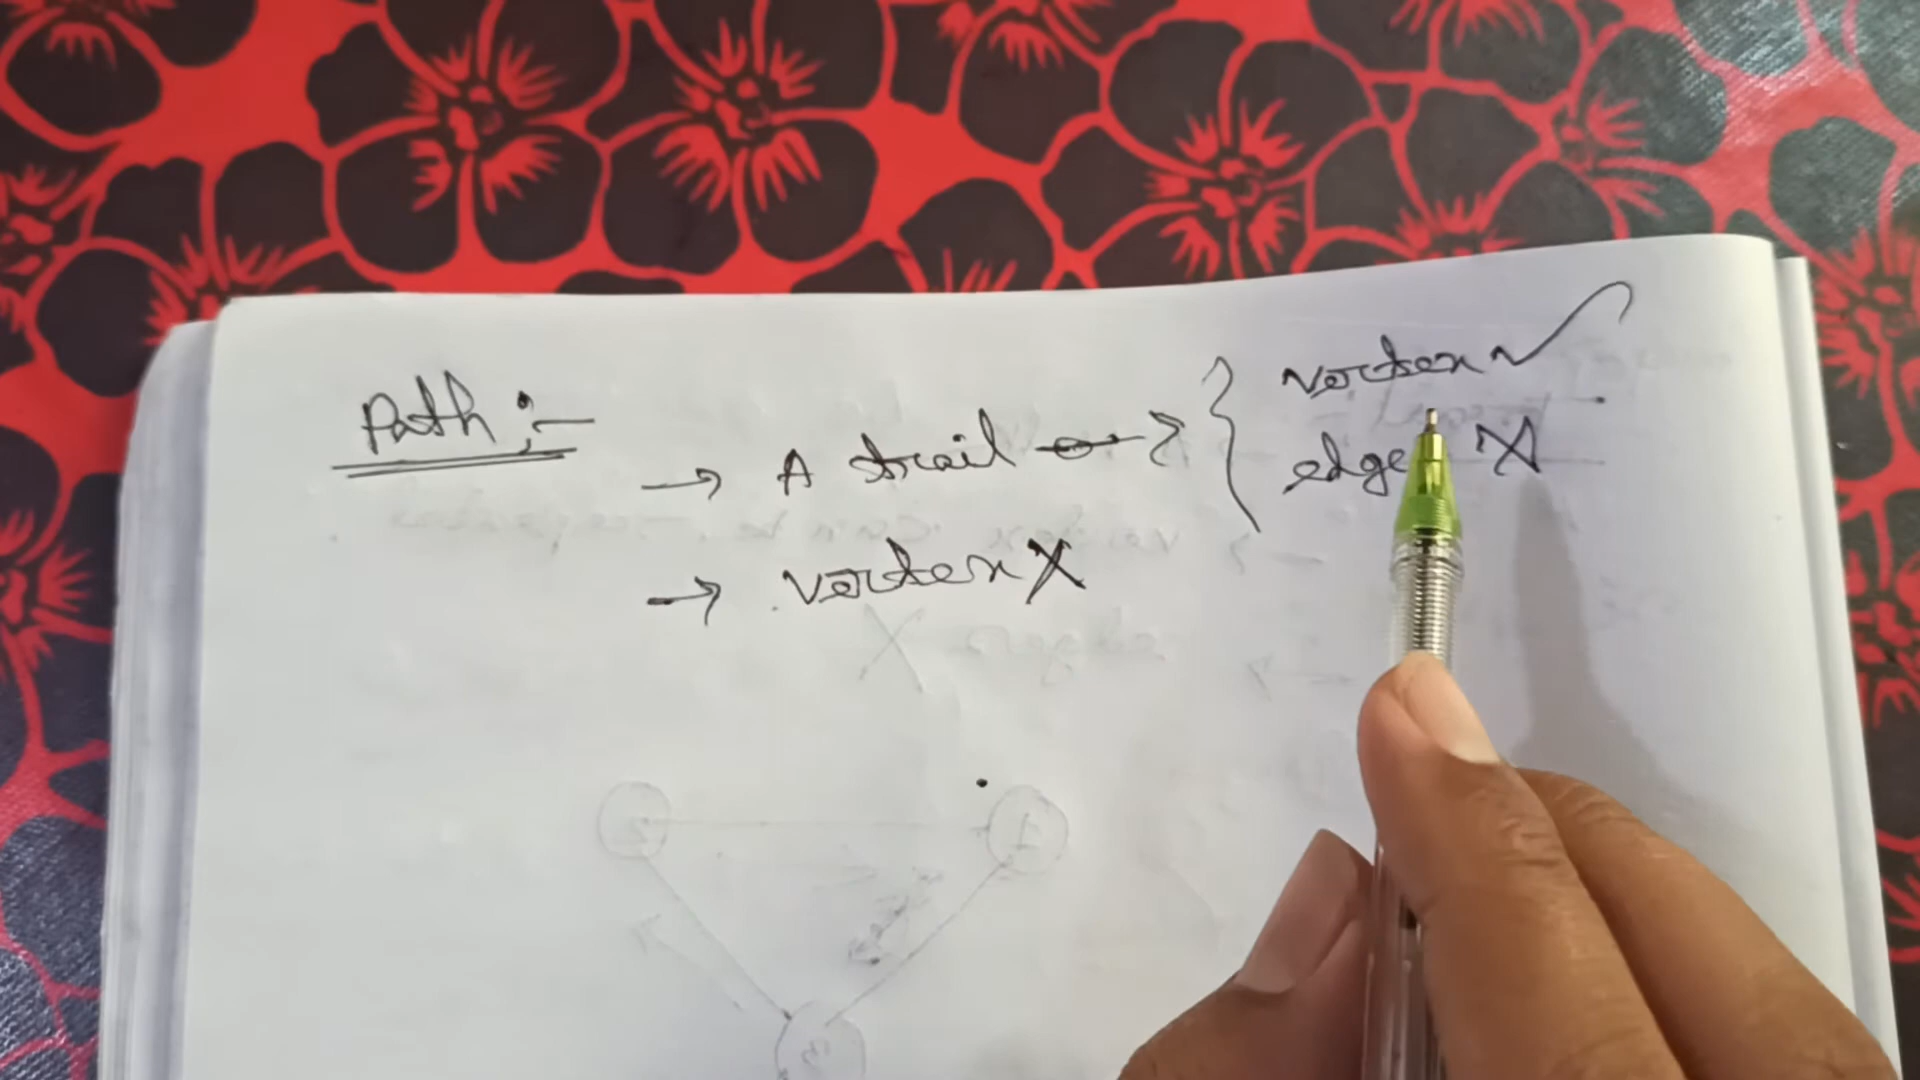 Path :-
→ A trail → { vertex ✓
edge X
→ vertex X